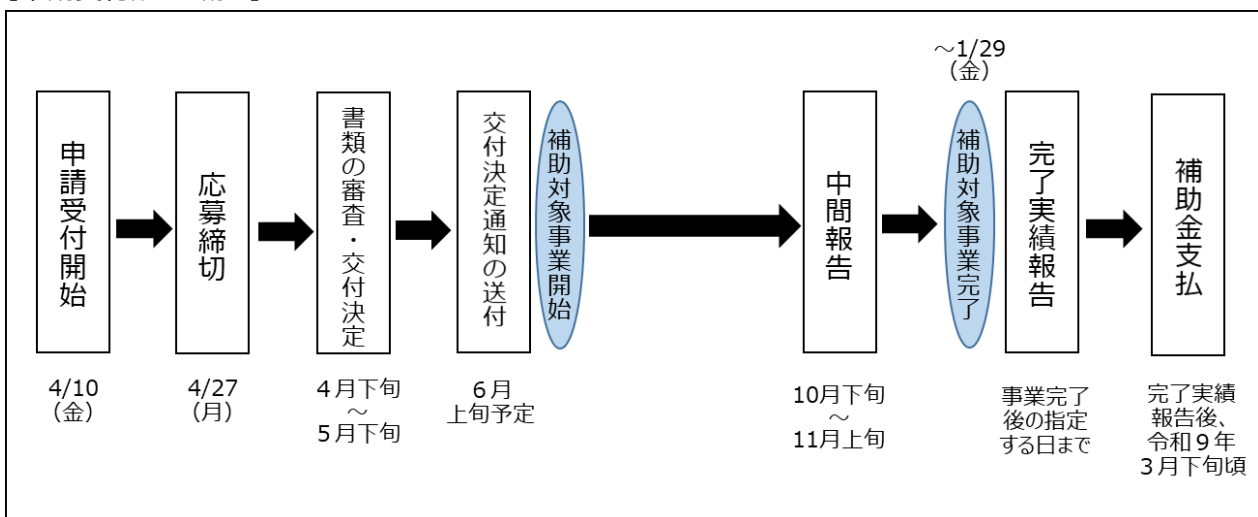 ～1/29
（金）
申請受付開始
応募締切
書類の審査・交付決定
交付決定通知の送付
補助対象事業開始
中間報告
補助対象事業完了
完了実績報告
補助金支払
4/10
（金）
4/27
（月）
４月下旬
～
５月下旬
６月
上旬予定
10月下旬
～
11月上旬
事業完了
後の指定
する日まで
完了実績
報告後、
令和９年
３月下旬頃